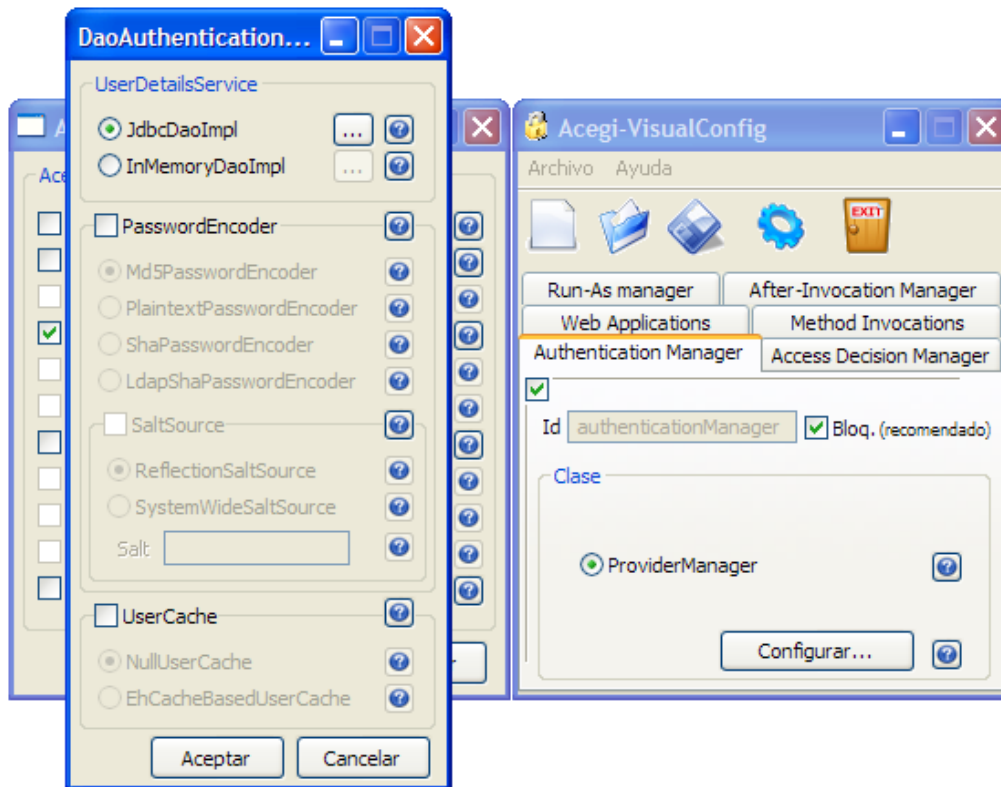 DaoAuthentication...
UserDetailsService
JdbcDaoImpl
...
InMemoryDaoImpl
...
PasswordEncoder
Md5PasswordEncoder
PlaintextPasswordEncoder
ShaPasswordEncoder
LdapShaPasswordEncoder
SaltSource
ReflectionSaltSource
SystemWideSaltSource
Salt
UserCache
NullUserCache
EhCacheBasedUserCache
Aceptar
Cancelar
A
Ace
Acegi-VisualConfig
Archivo
Ayuda
EXIT
Run-As manager
After-Invocation Manager
Web Applications
Method Invocations
Authentication Manager
Access Decision Manager
Id
authenticationManager
Bloq. (recomendado)
Clase
ProviderManager
Configurar...